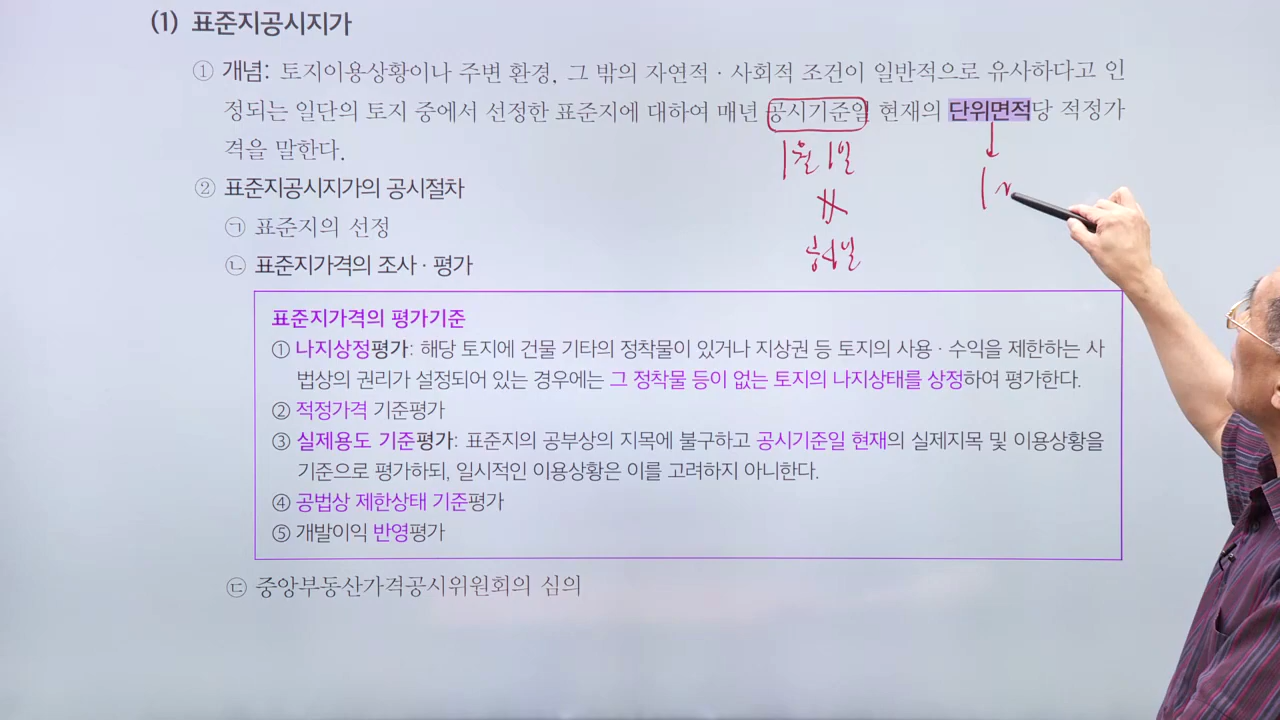 (1) 표준지공시지가
① 개념: 토지이용상황이나 주변 환경, 그 밖의 자연적·사회적 조건이 일반적으로 유사하다고 인
정되는 일단의 토지 중에서 선정한 표준지에 대하여 매년 공시기준일 현재의 단위면적당 적정가
격을 말한다.
1월 1일
1
② 표준지공시지가의 공시절차
㉠ 표준지의 선정
공시일
㉡ 표준지가격의 조사·평가
표준지가격의 평가기준
① 나지상정평가: 해당 토지에 건물 기타의 정착물이 있거나 지상권 등 토지의 사용·수익을 제한하는 사
법상의 권리가 설정되어 있는 경우에는 그 정착물 등이 없는 토지의 나지상태를 상정하여 평가한다.
② 적정가격 기준평가
③ 실제용도 기준평가: 표준지의 공부상의 지목에 불구하고 공시기준일 현재의 실제지목 및 이용상황을
기준으로 평가하되, 일시적인 이용상황은 이를 고려하지 아니한다.
④ 공법상 제한상태 기준평가
⑤ 개발이익 반영평가
㉢ 중앙부동산가격공시위원회의 심의